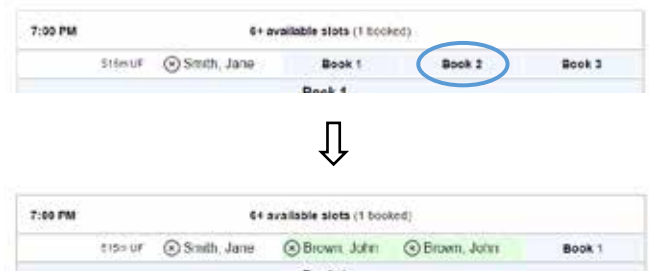 7:00 PM 6+ available slots (1 booked)
Smith, Jane Book 1 Book 2 Book 3
Book 1
7:00 PM 6+ available slots (1 booked)
Smith, Jane Brown, John Brown, John Book 1